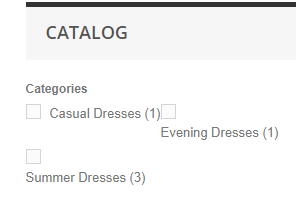 CATALOG
Categories
Casual Dresses (1)
Evening Dresses (1)
Summer Dresses (3)